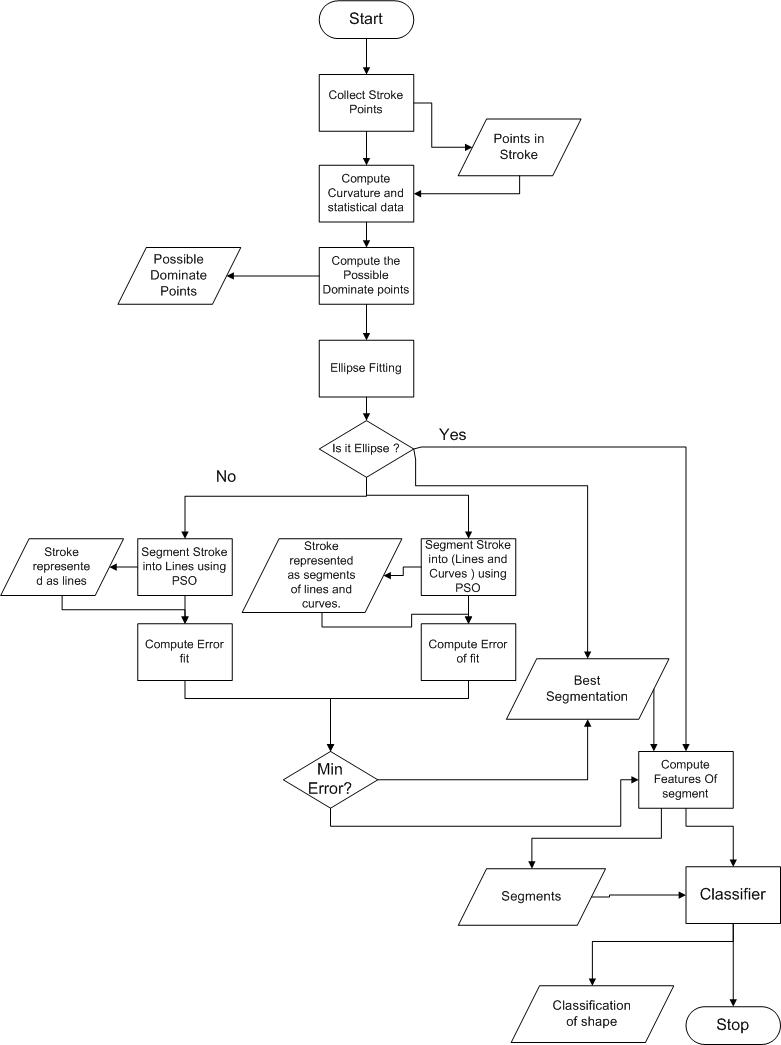 Start
Collect Stroke
Points
Points in
Stroke
Compute
Curvature and
statistical data
Possible
Dominate
Points
Compute the
Possible
Dominate points
Ellipse Fitting
Is it Ellipse ?
Yes
No
Stroke
represente
d as lines
Segment Stroke
into Lines using
PSO
Stroke
represented
as segments
of lines and
curves.
Segment Stroke
into (Lines and
Curves ) using
PSO
Compute Error
fit
Compute Error
of fit
Best
Segmentation
Min
Error?
Compute
Features Of
segment
Segments
Classifier
Classification
of shape
Stop